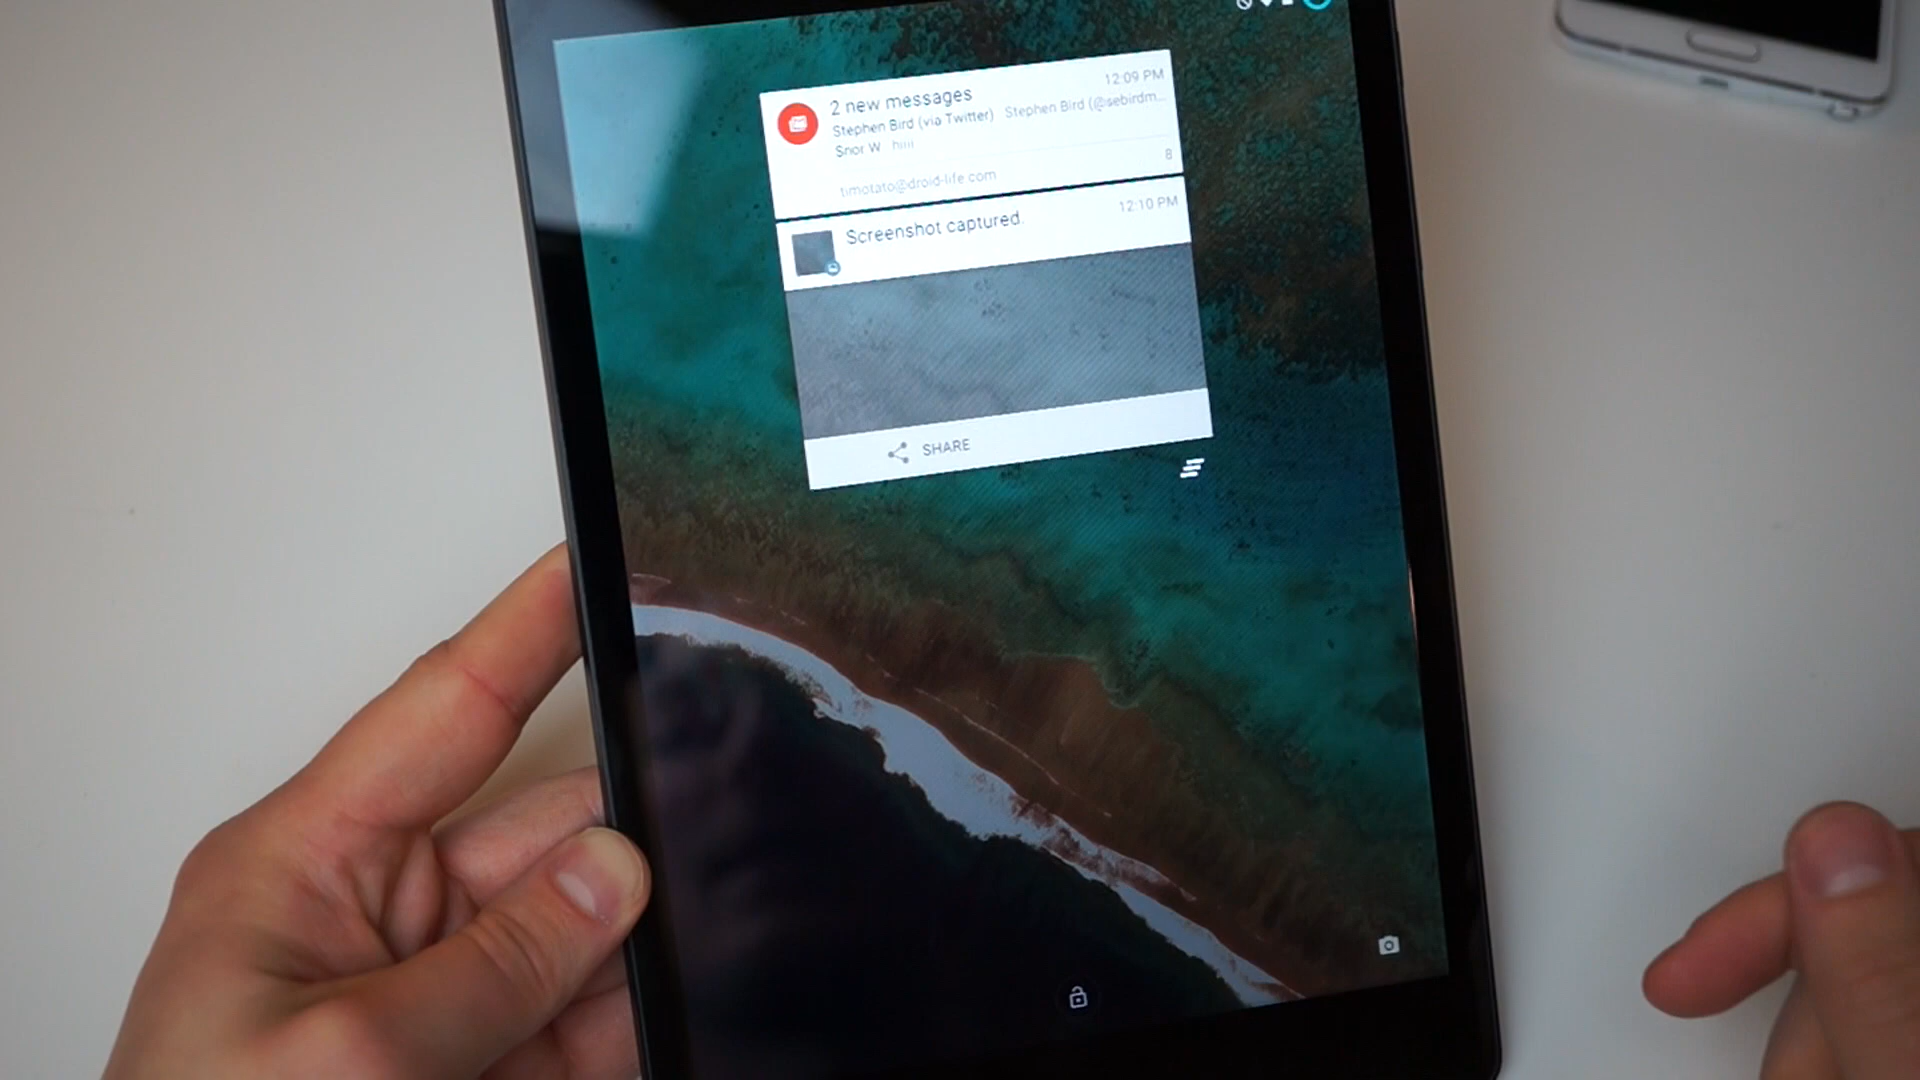 2 new messages 12:09 PM
Stephen Bird (via Twitter) Stephen Bird (@sebirdm...
Snor W hiiii
timotato@droid-life.com 8
Screenshot captured. 12:10 PM
SHARE